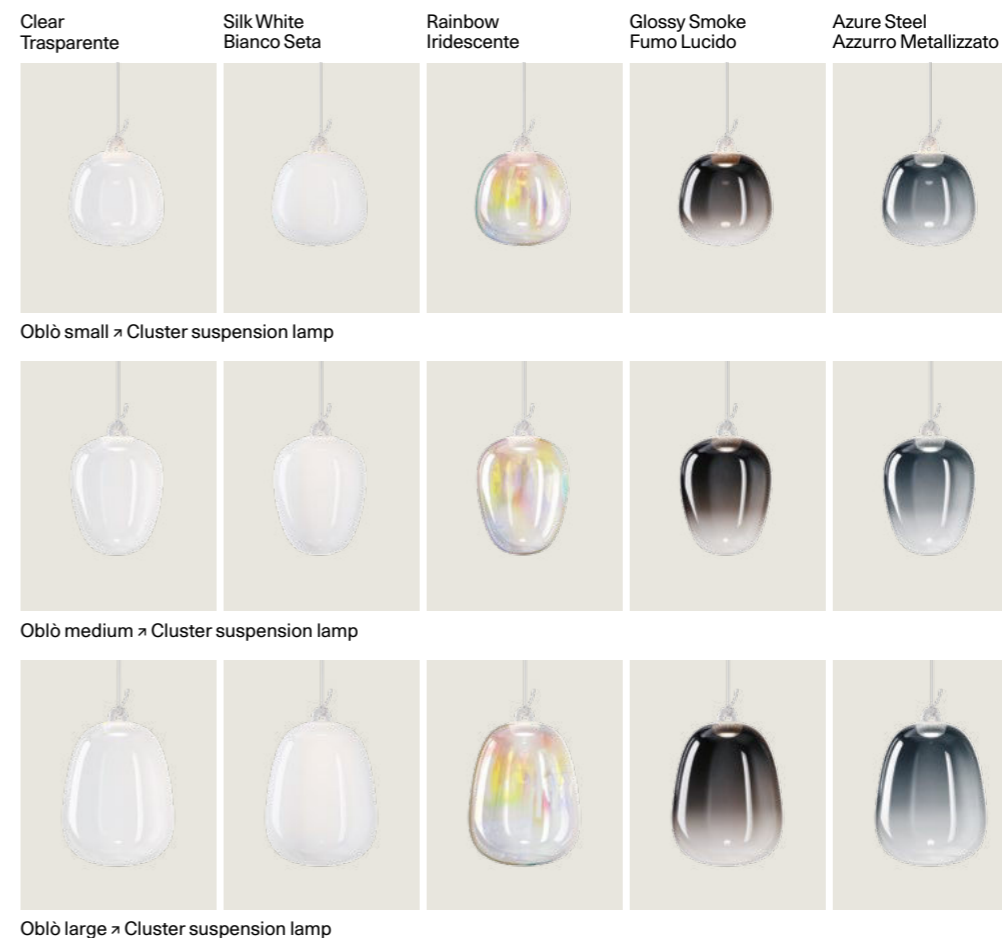 Clear
Trasparente
Silk White
Bianco Seta
Rainbow
Iridescente
Glossy Smoke
Fumo Lucido
Azure Steel
Azzurro Metallizzato
Oblò small ↗ Cluster suspension lamp
Oblò medium ↗ Cluster suspension lamp
Oblò large ↗ Cluster suspension lamp